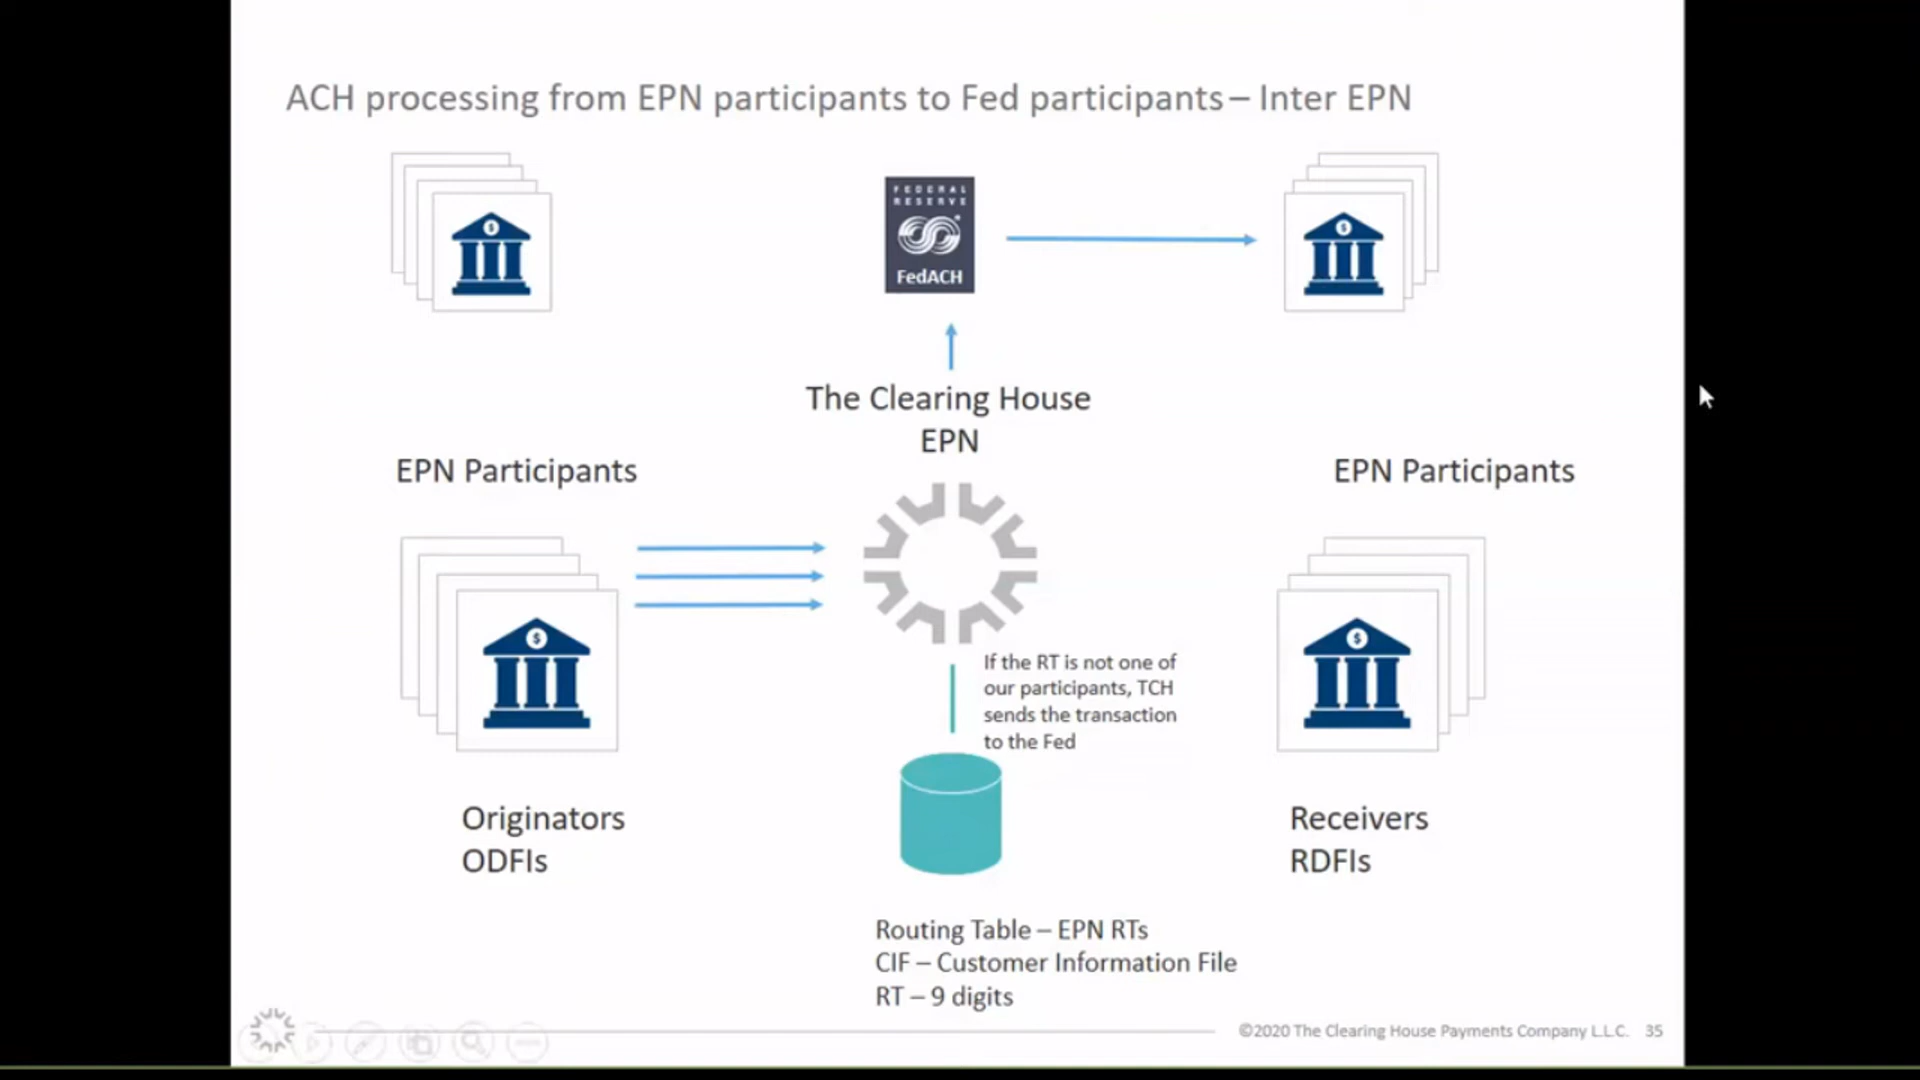 ACH processing from EPN participants to Fed participants – Inter EPN
$
FEDERAL
RESERVE
FedACH
$
The Clearing House
EPN
EPN Participants
EPN Participants
$
$
If the RT is not one of
our participants, TCH
sends the transaction
to the Fed
Originators
ODFIs
Receivers
RDFIs
Routing Table – EPN RTs
CIF – Customer Information File
RT – 9 digits
©2020 The Clearing House Payments Company L.L.C. 35